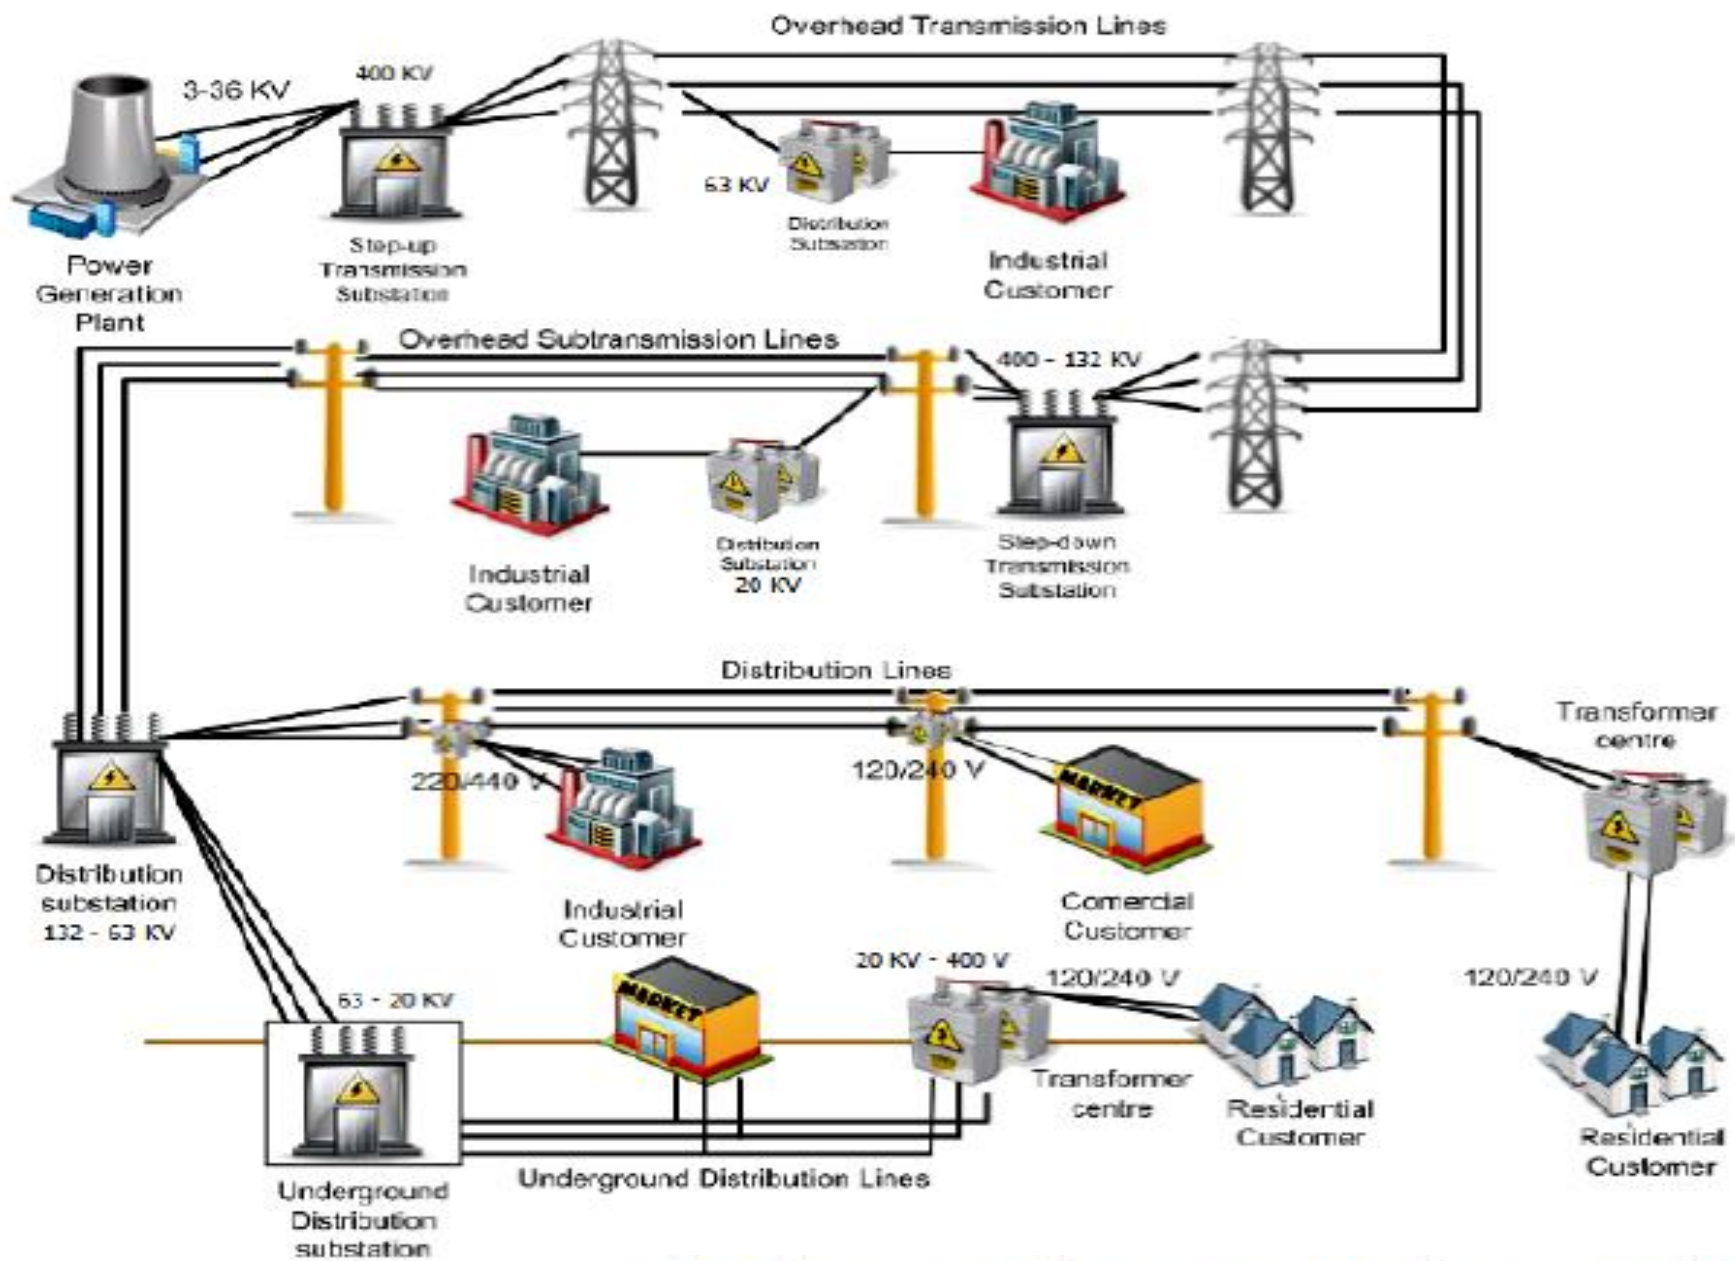 Overhead Transmission Lines
3-36 KV
400 KV
63 KV
Distribution
Subsation
Industrial
Customer
Step-up
Transmission
Substation
Power
Generation
Plant
Overhead Subtransmission Lines
400 - 132 KV
Industrial
Customer
Distribution
Substation
20 KV
Step-down
Transmission
Substation
Distribution Lines
Transformer
centre
220/440 V
120/240 V
MARKET
Distribution
substation
132 - 63 KV
Industrial
Customer
Comercial
Customer
63 - 20 KV
MARKET
20 KV - 400 V
120/240 V
120/240 V
Transformer
centre
Residential
Customer
Residential
Customer
Underground Distribution Lines
Underground
Distribution
substation